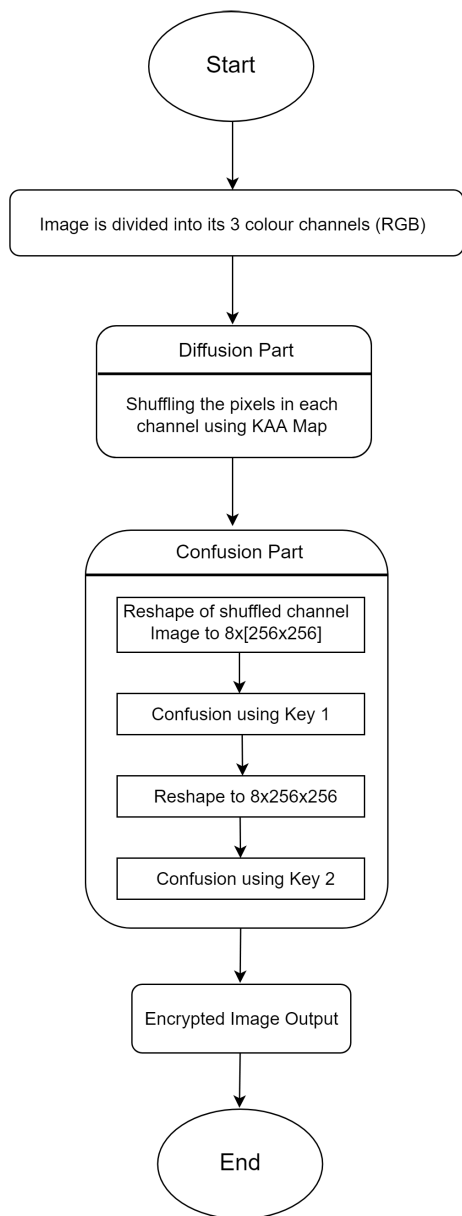 Start
Image is divided into its 3 colour channels (RGB)
Diffusion Part
Shuffling the pixels in each
channel using KAA Map
Confusion Part
Reshape of shuffled channel
Image to 8x[256x256]
Confusion using Key 1
Reshape to 8x256x256
Confusion using Key 2
Encrypted Image Output
End